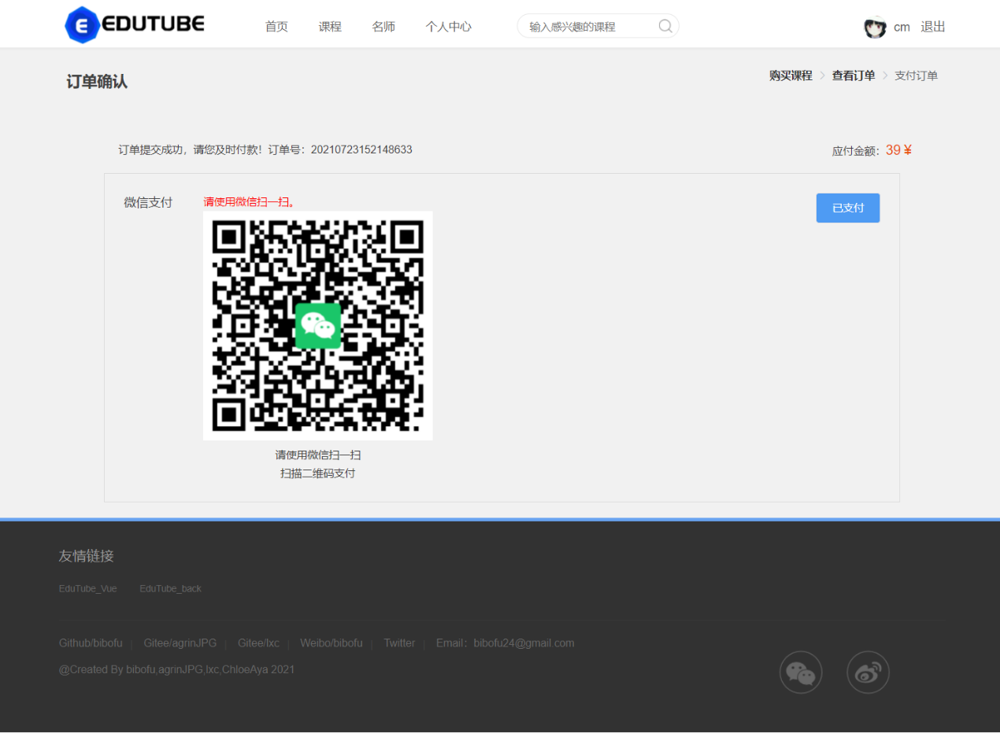 EDUTUBE
首页 课程 名师 个人中心 输入感兴趣的课程 cm 退出
订单确认
购买课程 > 查看订单 > 支付订单
订单提交成功，请您及时付款！订单号：20210723152148633 应付金额：39￥
微信支付 请使用微信扫一扫。 已支付
请使用微信扫一扫
扫描二维码支付
友情链接
EduTube_Vue EduTube_back
Github/bibofu | Gitee/agrinJPG | Gitee/lxc | Weibo/bibofu | Twitter | Email：bibofu24@gmail.com
@Created By bibofu,agrinJPG,lxc,ChloeAya 2021